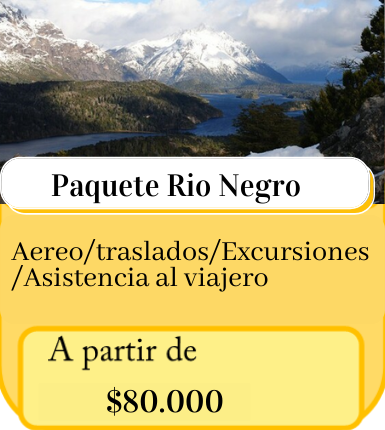 Paquete Rio Negro
Aereo/traslados/Excursiones
/Asistencia al viajero
A partir de
$80.000